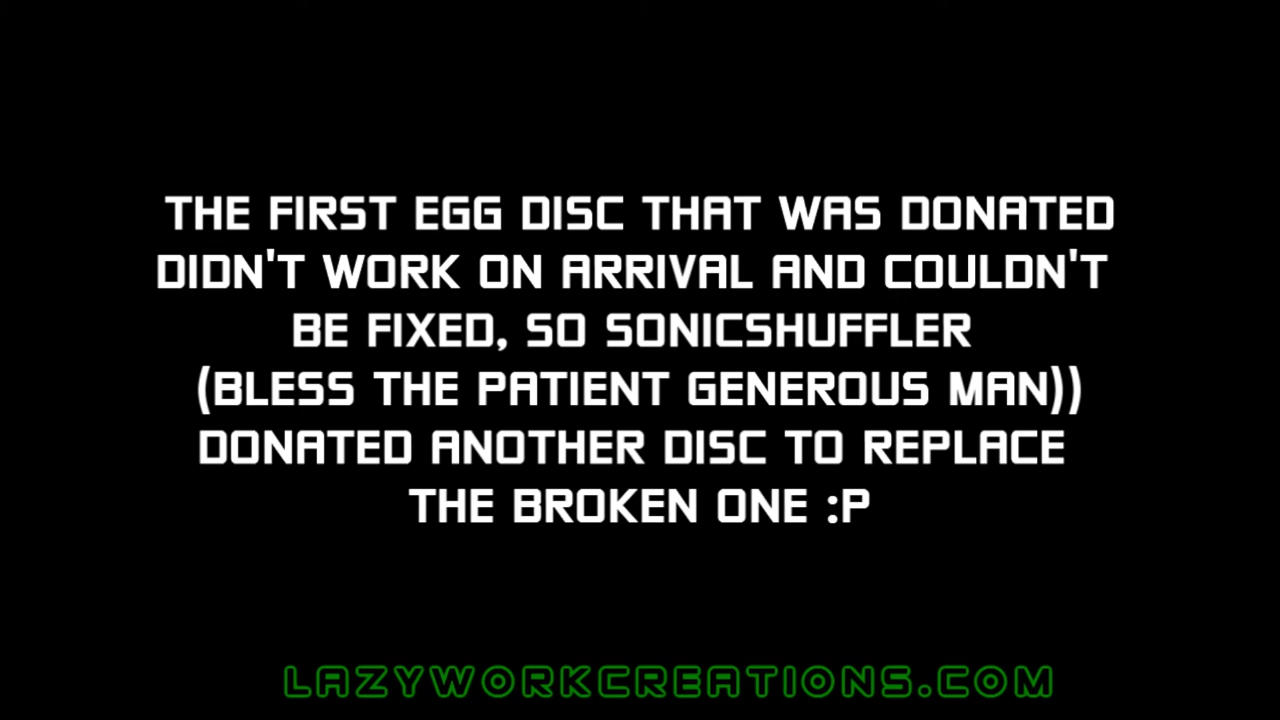 THE FIRST EGG DISC THAT WAS DONATED
DIDN'T WORK ON ARRIVAL AND COULDN'T
BE FIXED, SO SONICSHUFFLER
(BLESS THE PATIENT GENEROUS MAN))
DONATED ANOTHER DISC TO REPLACE
THE BROKEN ONE :P
LAZYWORKCREATIONS.COM